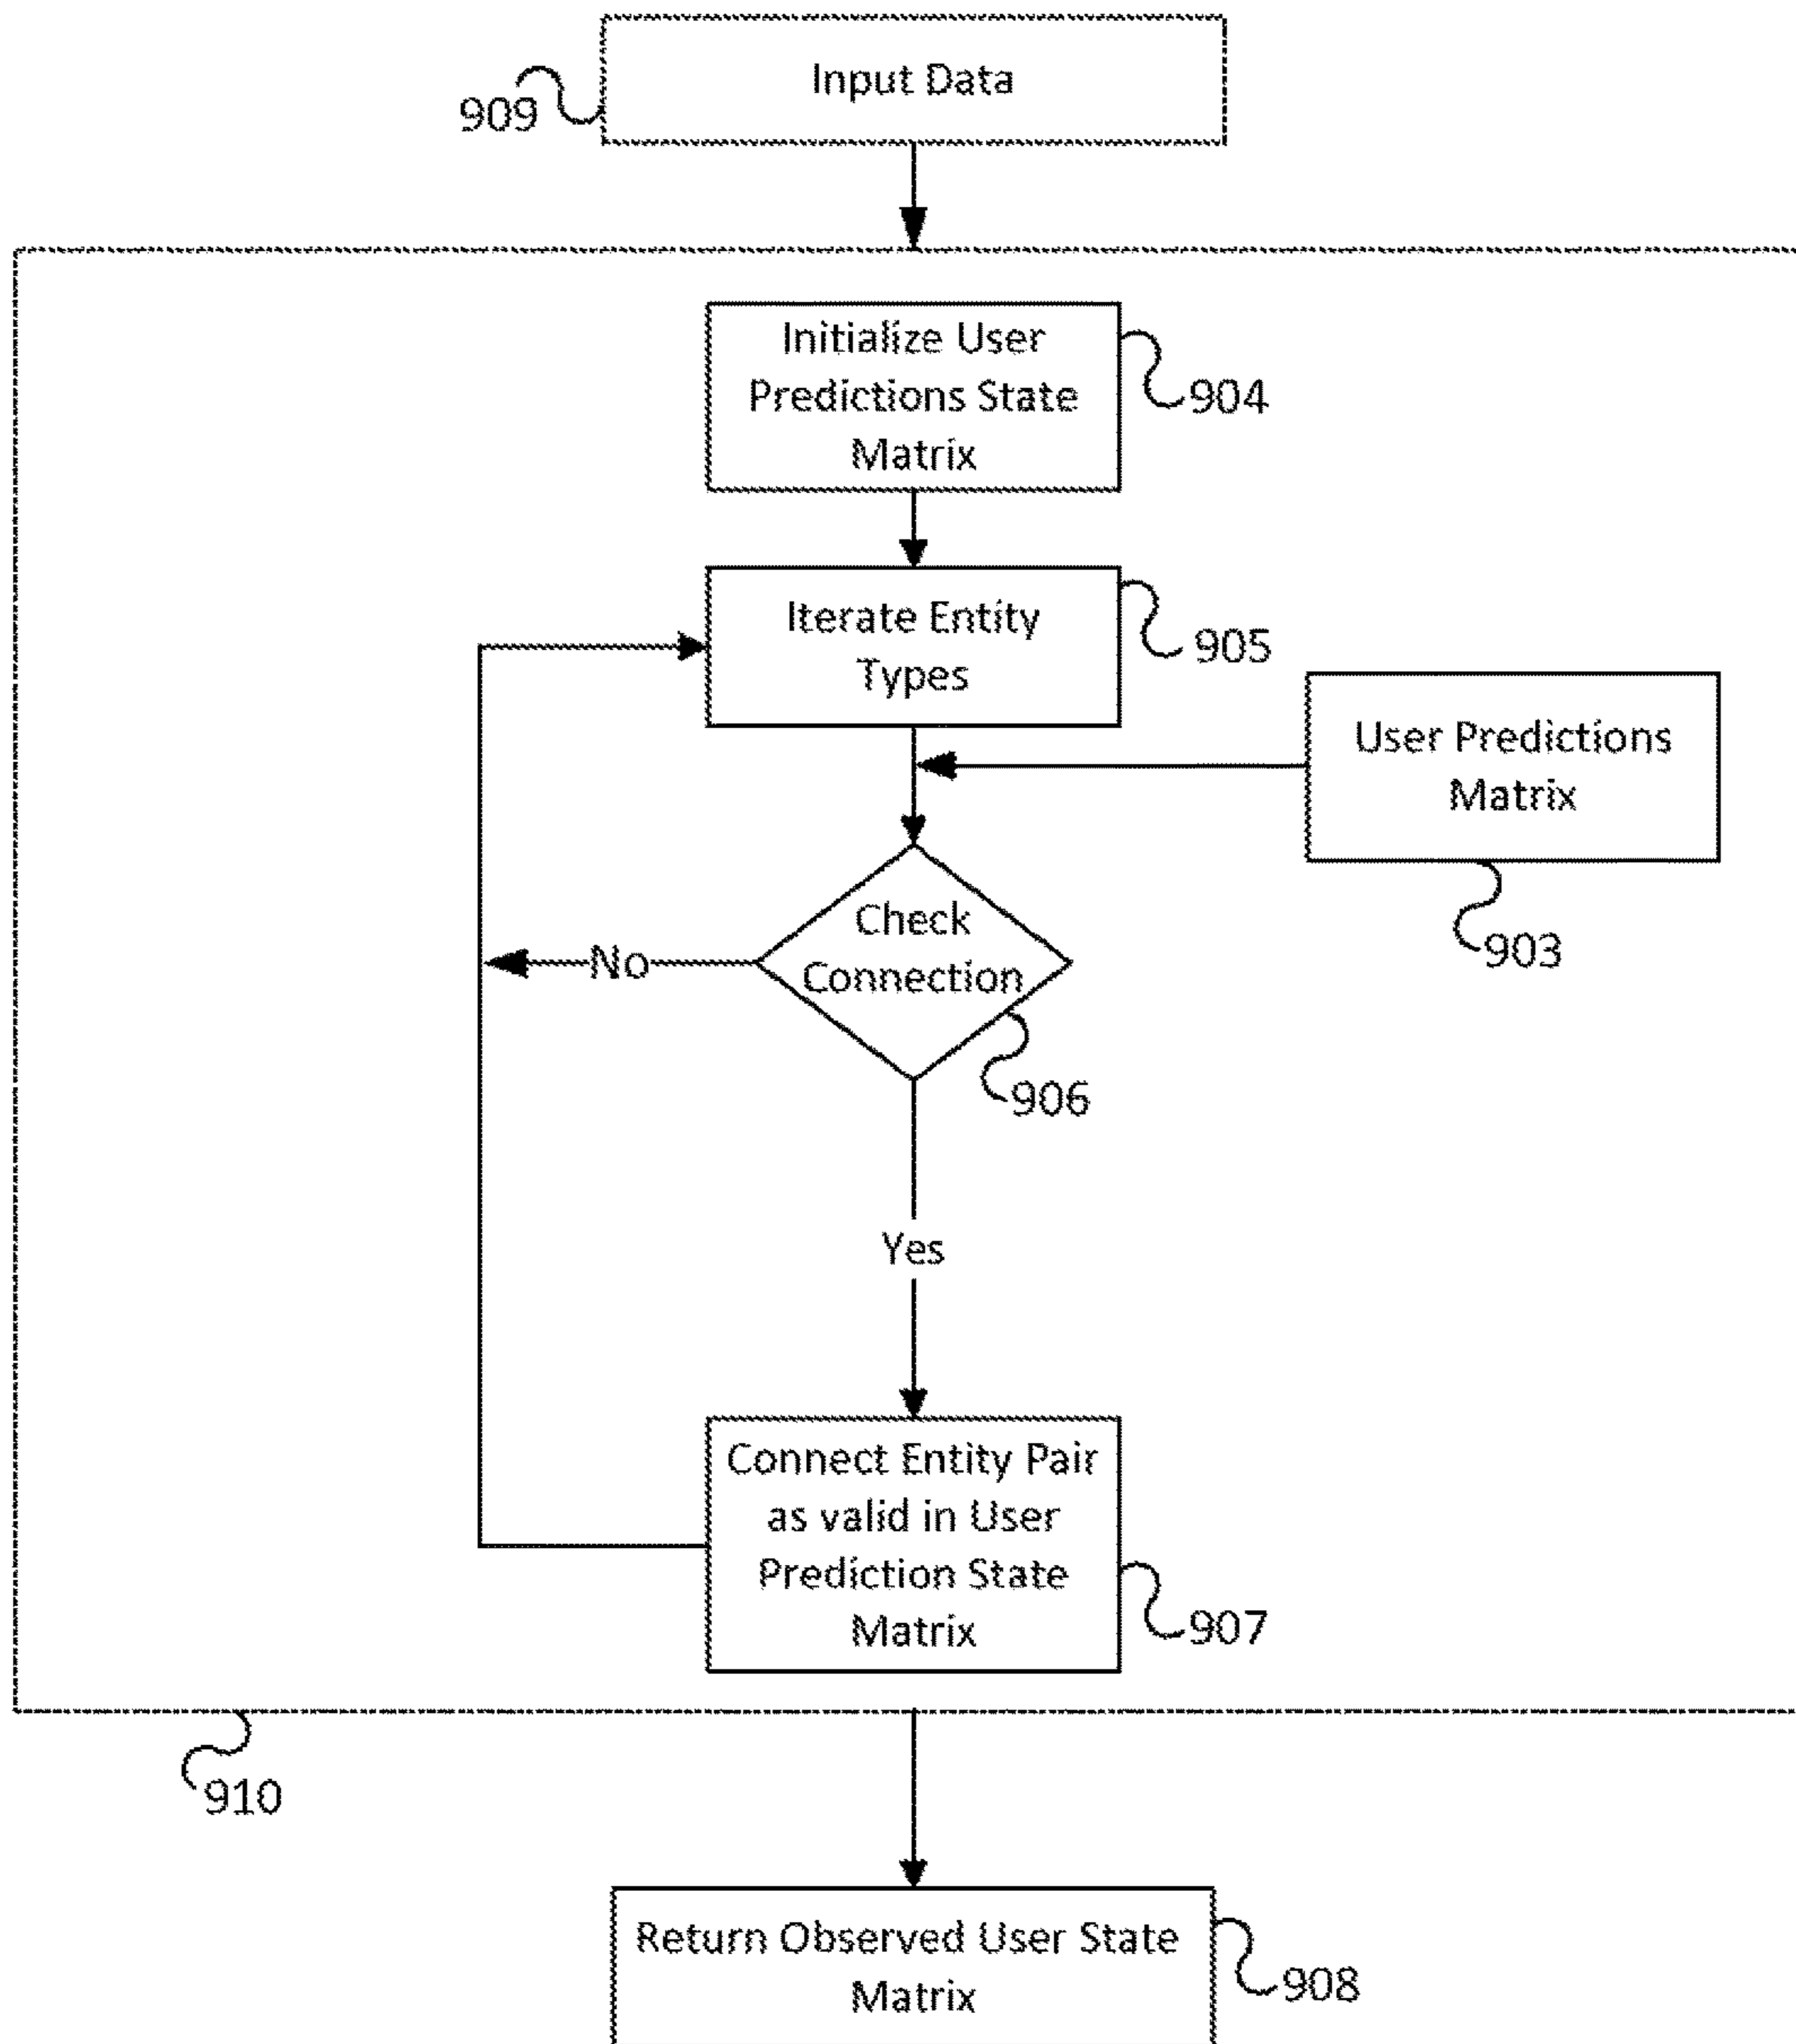 Input Data
909
Initialize User
Predictions State
Matrix
904
Iterate Entity
Types
905
User Predictions
Matrix
903
Check
Connection
No
906
Yes
Connect Entity Pair
as valid in User
Prediction State
Matrix
907
910
Return Observed User State
Matrix
908